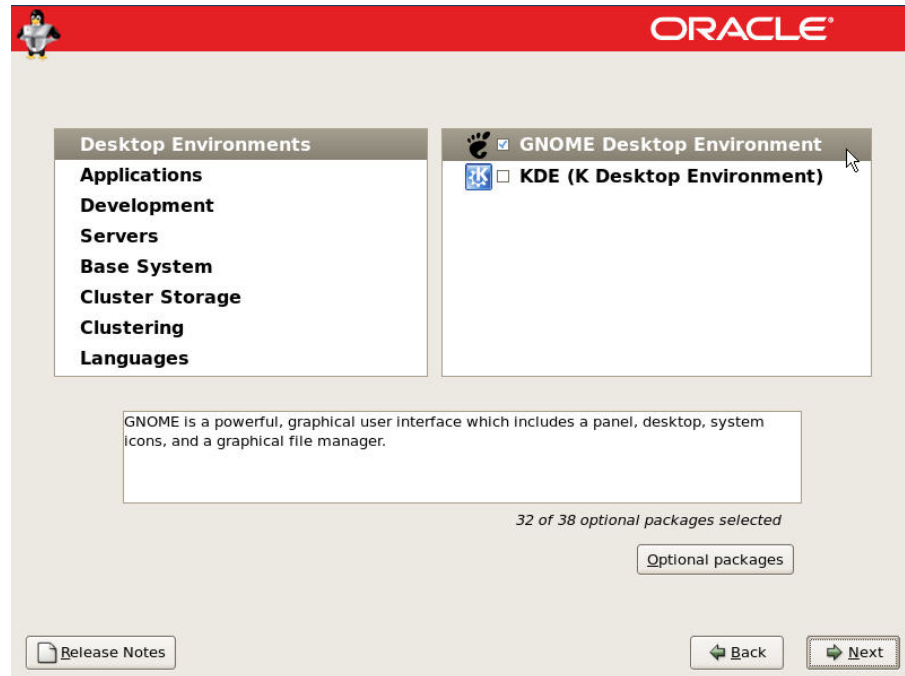 ORACLE
Desktop Environments
Applications
Development
Servers
Base System
Cluster Storage
Clustering
Languages
GNOME Desktop Environment
KDE (K Desktop Environment)
GNOME is a powerful, graphical user interface which includes a panel, desktop, system
icons, and a graphical file manager.
32 of 38 optional packages selected
Optional packages
Release Notes
Back
Next